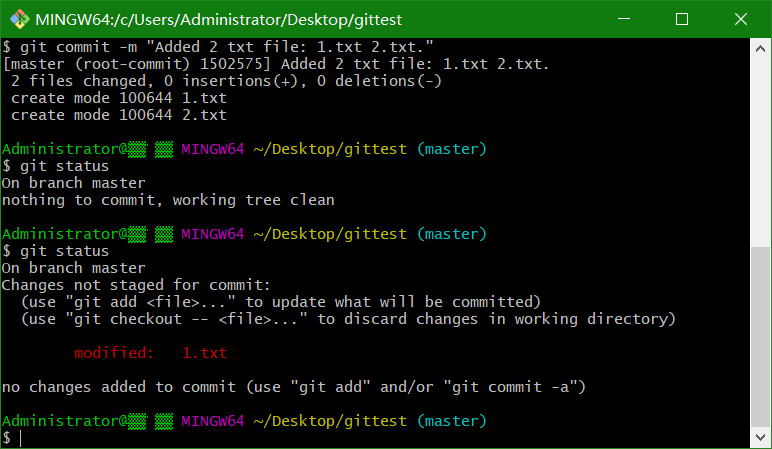 MINGW64:/c/Users/Administrator/Desktop/gittest
$ git commit -m "Added 2 txt file: 1.txt 2.txt."
[master (root-commit) 1502575] Added 2 txt file: 1.txt 2.txt.
 2 files changed, 0 insertions(+), 0 deletions(-)
 create mode 100644 1.txt
 create mode 100644 2.txt
Administrator@▒▒ ▒▒ MINGW64 ~/Desktop/gittest (master)
$ git status
On branch master
nothing to commit, working tree clean
Administrator@▒▒ ▒▒ MINGW64 ~/Desktop/gittest (master)
$ git status
On branch master
Changes not staged for commit:
  (use "git add <file>..." to update what will be committed)
  (use "git checkout -- <file>..." to discard changes in working directory)
        modified:   1.txt
no changes added to commit (use "git add" and/or "git commit -a")
Administrator@▒▒ ▒▒ MINGW64 ~/Desktop/gittest (master)
$